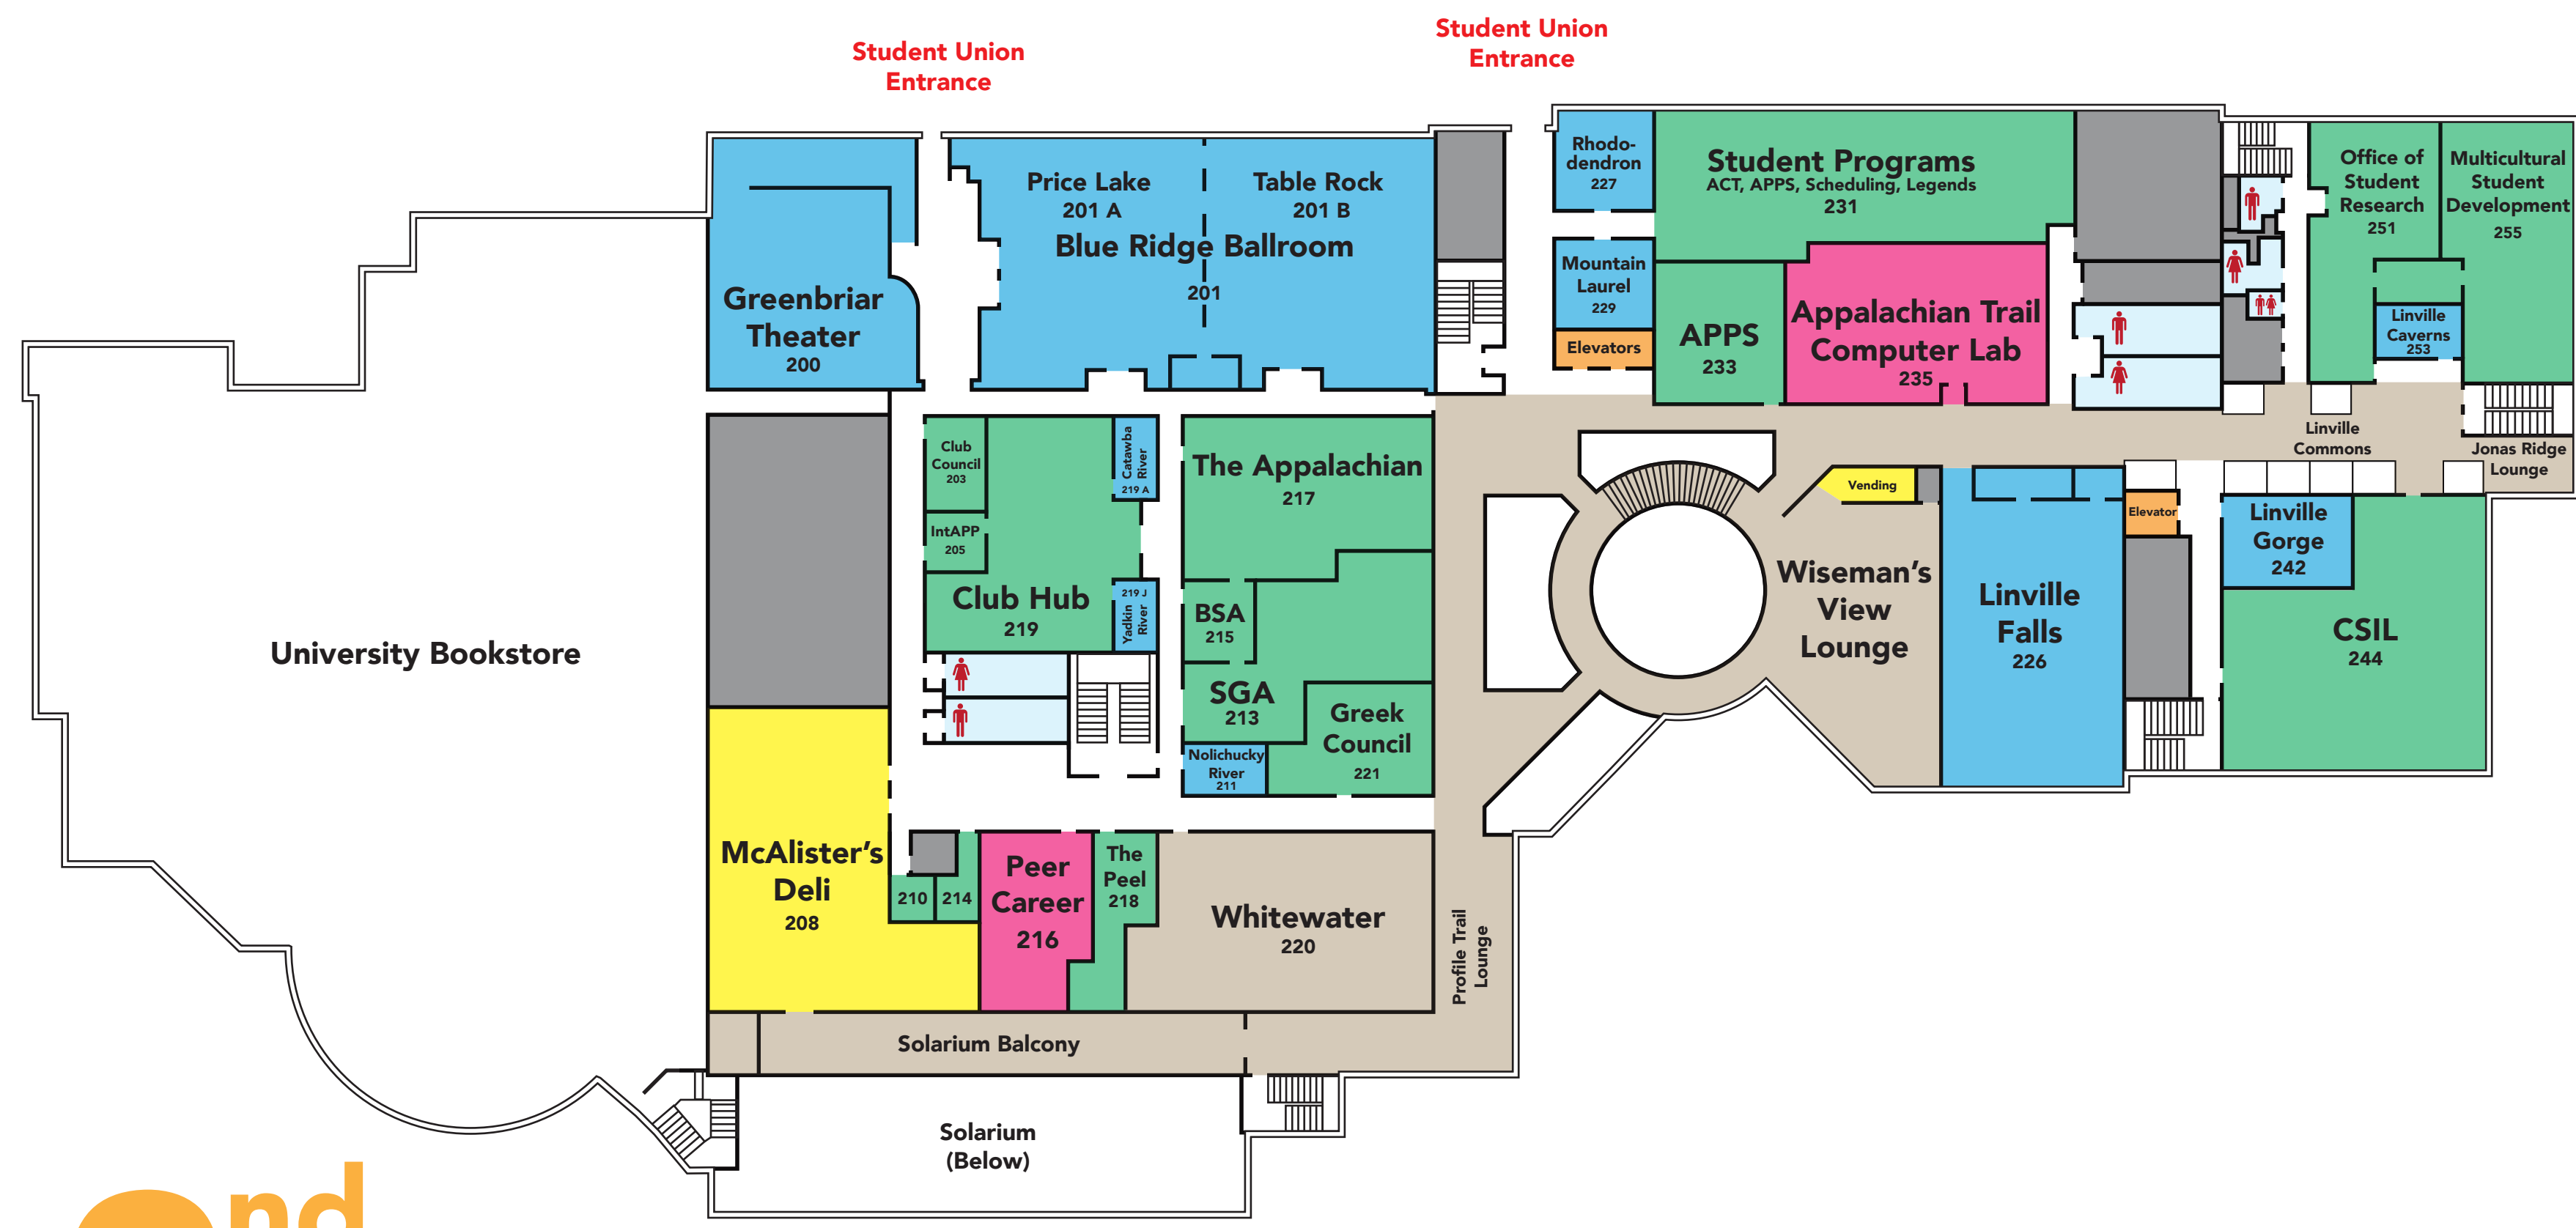 Student Union
Entrance
Student Union
Entrance
Greenbriar
Theater
200
Price Lake
201 A
Table Rock
201 B
Blue Ridge Ballroom
201
Rhodo-
dendron
227
Mountain
Laurel
229
Elevators
Student Programs
ACT, APPS, Scheduling, Legends
231
APPS
233
Appalachian Trail
Computer Lab
235
Office of
Student
Research
251
Multicultural
Student
Development
255
Linville
Caverns
253
Linville
Commons
Jonas Ridge
Lounge
University Bookstore
Club
Council
203
IntAPP
205
Club Hub
219
Catawba
River
219 A
219 J
Yadkin
River
The Appalachian
217
BSA
215
SGA
213
Greek
Council
221
Nolichucky
River
211
Vending
Wiseman's
View
Lounge
Linville
Falls
226
Elevator
Linville
Gorge
242
CSIL
244
McAlister's
Deli
208
210
214
Peer
Career
216
The
Peel
218
Whitewater
220
Profile Trail
Lounge
Solarium Balcony
Solarium
(Below)
nd